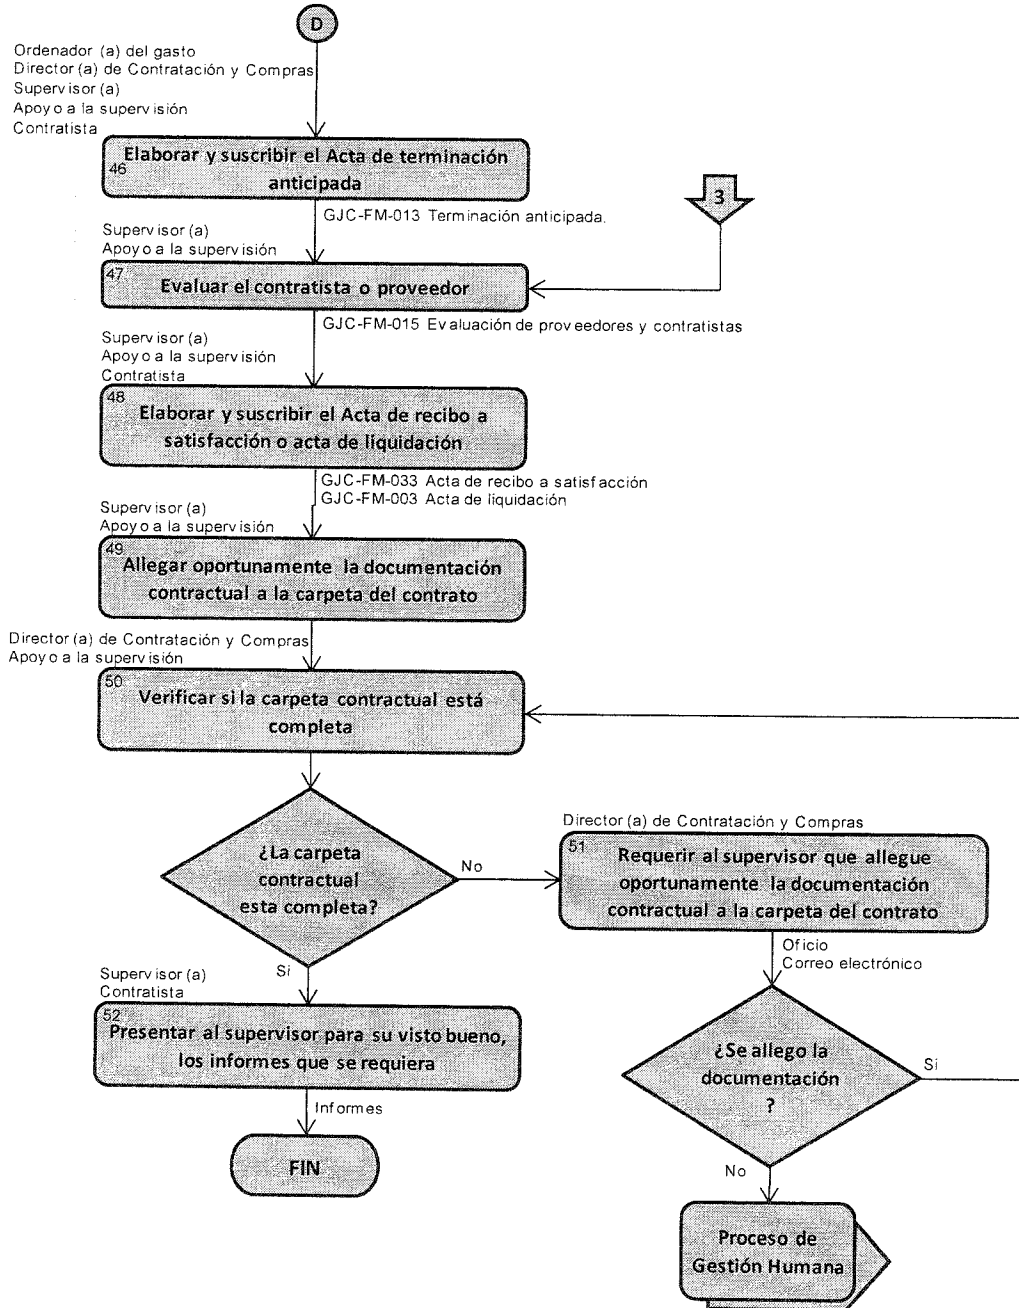 D
Ordenador (a) del gasto
Director (a) de Contratación y Compras
Supervisor (a)
Apoyo a la supervisión
Contratista
46
Elaborar y suscribir el Acta de terminación
anticipada
GJC-FM-013 Terminación anticipada.
3
Supervisor (a)
Apoyo a la supervisión
47
Evaluar el contratista o proveedor
GJC-FM-015 Evaluación de proveedores y contratistas
Supervisor (a)
Apoyo a la supervisión
Contratista
48
Elaborar y suscribir el Acta de recibo a
satisfacción o acta de líquidación
GJC-FM-033 Acta de recibo a satisfacción
GJC-FM-003 Acta de liquidación
Supervisor (a)
Apoyo a la supervisión
49
Allegar oportunamente la documentación
contractual a la carpeta del contrato
Director (a) de Contratación y Compras
Apoyo a la supervisión
50
Verificar si la carpeta contractual está
completa
¿La carpeta
contractual
esta completa?
No
Director (a) de Contratación y Compras
51
Requerir al supervisor que allegue
oportunamente la documentación
contractual a la carpeta del contrato
Oficio
Correo electrónico
Si
Supervisor (a)
Contratista
52
Presentar al supervisor para su visto bueno,
los informes que se requiera
¿Se allego la
documentación
?
Si
Informes
FIN
No
Proceso de
Gestión Humana